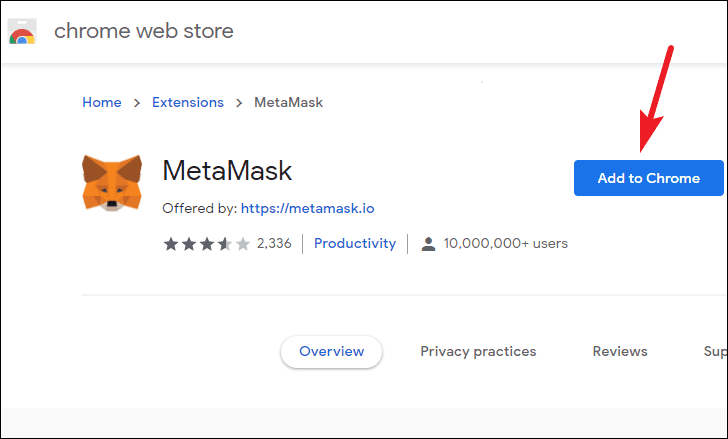 chrome web store
Home > Extensions > MetaMask
MetaMask
Add to Chrome
Offered by: https://metamask.io
2,336 Productivity 10,000,000+ users
Overview Privacy practices Reviews Sup